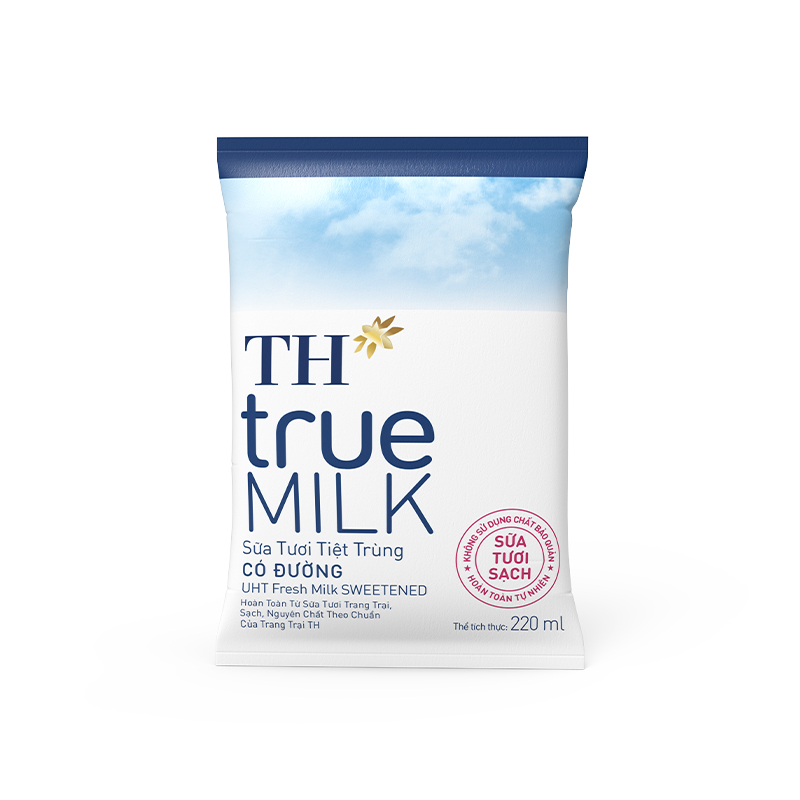 TH
true
MILK
Sữa Tươi Tiệt Trùng
CÓ ĐƯỜNG
UHT Fresh Milk SWEETENED
Hoàn Toàn Từ Sữa Tươi Trang Trại,
Sạch, Nguyên Chất Theo Chuẩn
Của Trang Trại TH
KHÔNG SỬ DỤNG CHẤT BẢO QUẢN
SỮA
TƯƠI
SẠCH
HOÀN TOÀN TỰ NHIÊN
Thể tích thực: 220 ml